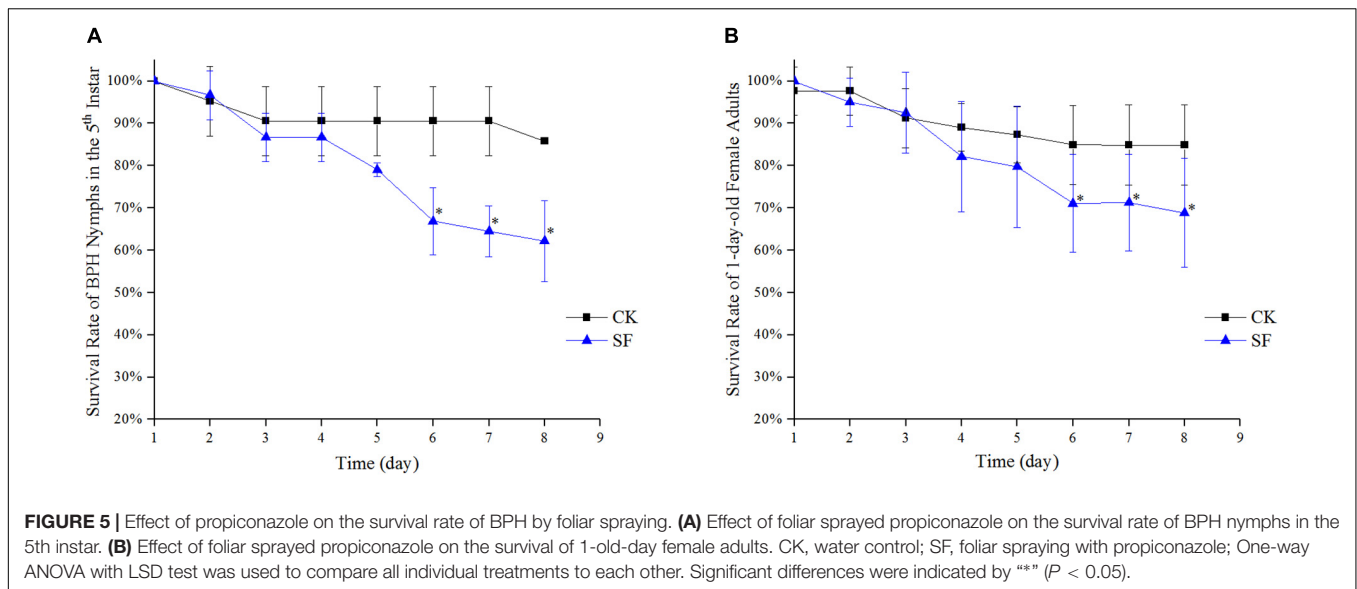 A
Survival Rate of BPH Nymphs in the 5th Instar
100%
90%
80%
70%
60%
50%
40%
30%
20%
1 2 3 4 5 6 7 8 9
Time (day)
* * *
CK
SF
B
Survival Rate of 1-day-old Female Adults
100%
90%
80%
70%
60%
50%
40%
30%
20%
1 2 3 4 5 6 7 8 9
Time (day)
* * *
CK
SF
FIGURE 5 | Effect of propiconazole on the survival rate of BPH by foliar spraying. (A) Effect of foliar sprayed propiconazole on the survival rate of BPH nymphs in the
5th instar. (B) Effect of foliar sprayed propiconazole on the survival of 1-old-day female adults. CK, water control; SF, foliar spraying with propiconazole; One-way
ANOVA with LSD test was used to compare all individual treatments to each other. Significant differences were indicated by “*” (P < 0.05).